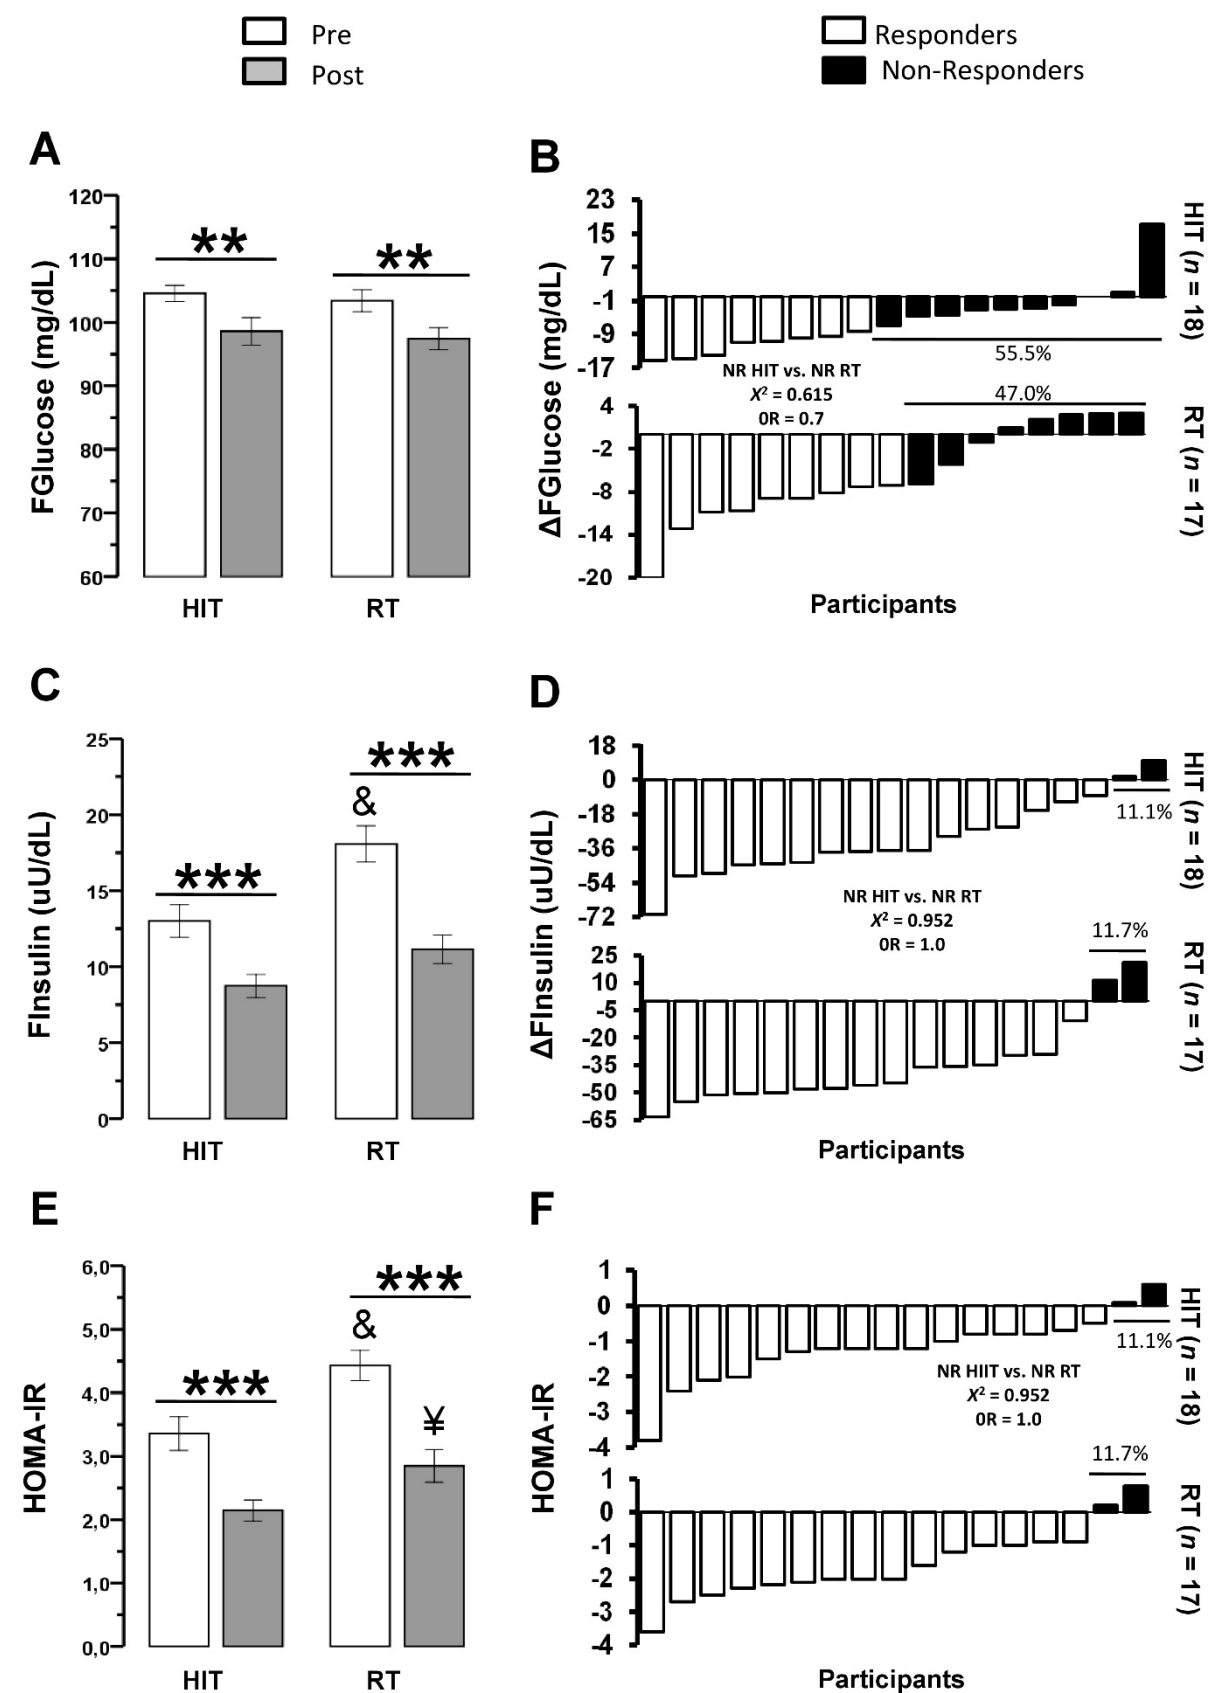 Pre
Post
Responders
Non-Responders
A
FGlucose (mg/dL)
120
110
100
90
80
70
60
**
**
HIT
RT
B
ΔFGlucose (mg/dL)
23
15
7
-1
-9
-17
HIT (n = 18)
55.5%
NR HIT vs. NR RT
X² = 0.615
0R = 0.7
47.0%
4
-2
-8
-14
-20
RT (n = 17)
Participants
C
FInsulin (uU/dL)
25
20
15
10
5
0
***
***
&
HIT
RT
D
ΔFInsulin (uU/dL)
18
0
-18
-36
-54
-72
HIT (n = 18)
11.1%
NR HIT vs. NR RT
X² = 0.952
0R = 1.0
11.7%
25
10
-5
-20
-35
-50
-65
RT (n = 17)
Participants
E
HOMA-IR
6,0
5,0
4,0
3,0
2,0
1,0
0,0
***
***
&
¥
HIT
RT
F
HOMA-IR
1
0
-1
-2
-3
-4
HIT (n = 18)
11.1%
NR HIIT vs. NR RT
X² = 0.952
0R = 1.0
11.7%
1
0
-1
-2
-3
-4
RT (n = 17)
Participants